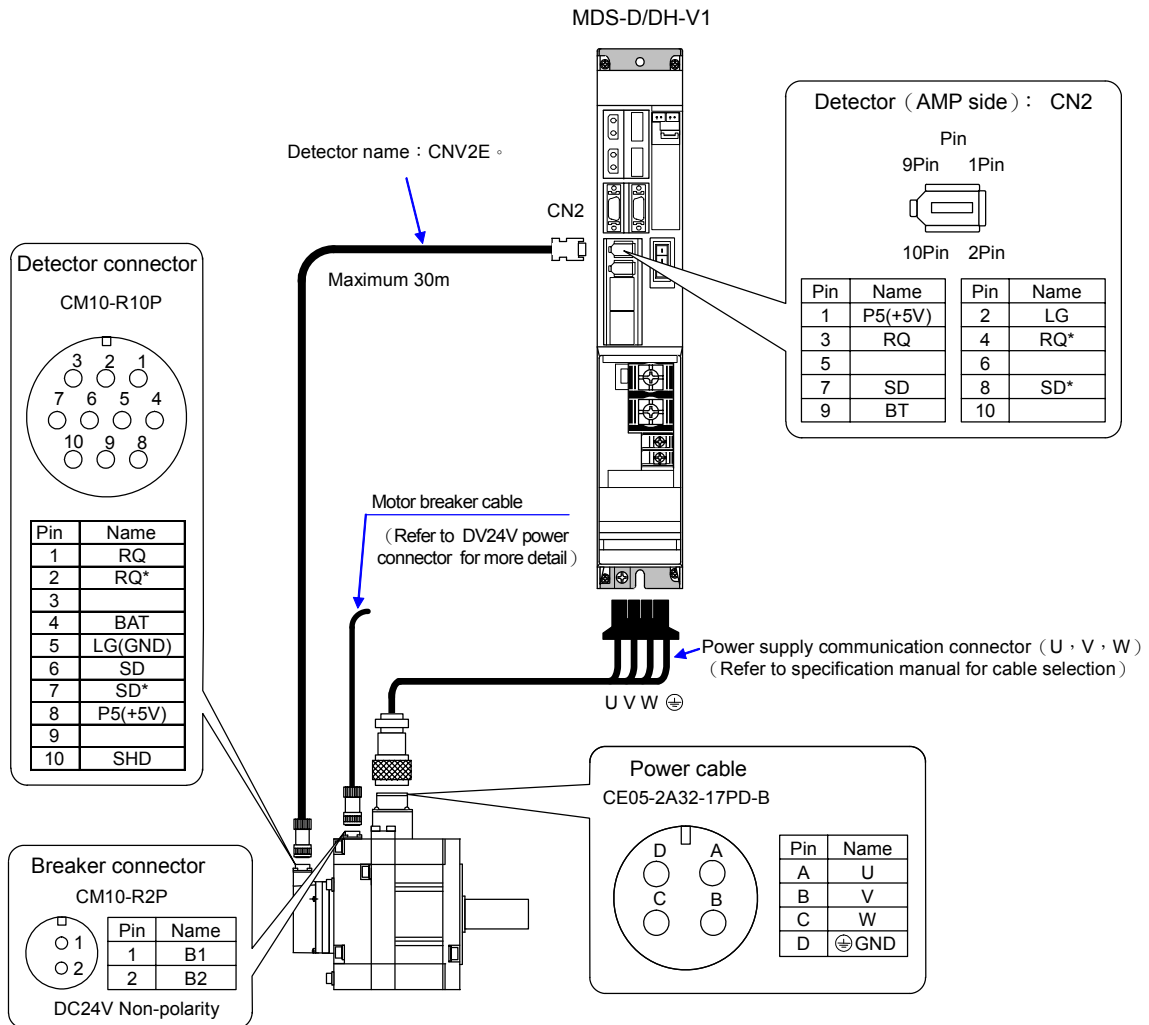 MDS-D/DH-V1
Detector（AMP side）： CN2
Pin
9Pin 1Pin
10Pin 2Pin
Pin Name Pin Name
1 P5(+5V) 2 LG
3 RQ 4 RQ*
5 6
7 SD 8 SD*
9 BT 10
Detector name：CNV2E。
CN2
Maximum 30m
Detector connector
CM10-R10P
3 2 1
7 6 5 4
10 9 8
Pin Name
1 RQ
2 RQ*
3
4 BAT
5 LG(GND)
6 SD
7 SD*
8 P5(+5V)
9
10 SHD
Motor breaker cable
（Refer to DV24V power
connector for more detail）
Power supply communication connector（U，V，W）
（Refer to specification manual for cable selection）
U V W
Power cable
CE05-2A32-17PD-B
D A
C B
Pin Name
A U
B V
C W
D GND
Breaker connector
CM10-R2P
1
2
Pin Name
1 B1
2 B2
DC24V Non-polarity